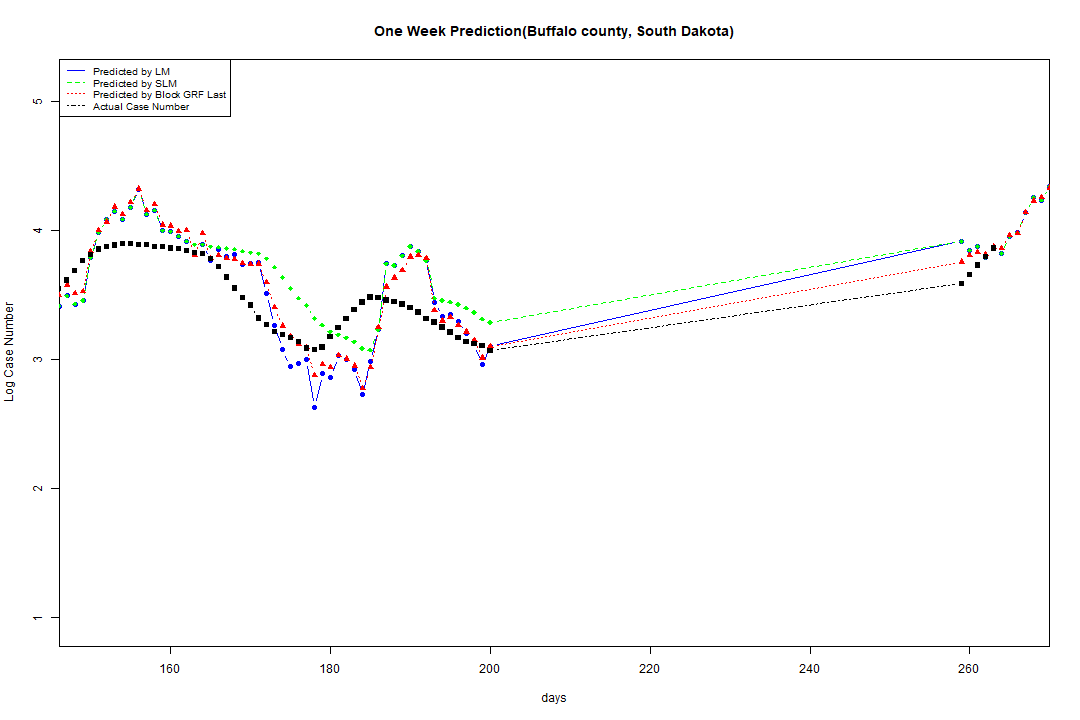 One Week Prediction(Buffalo county, South Dakota)
Predicted by LM
Predicted by SLM
Predicted by Block GRF Last
Actual Case Number
5
4
3
2
1
Log Case Number
160 180 200 220 240 260
days